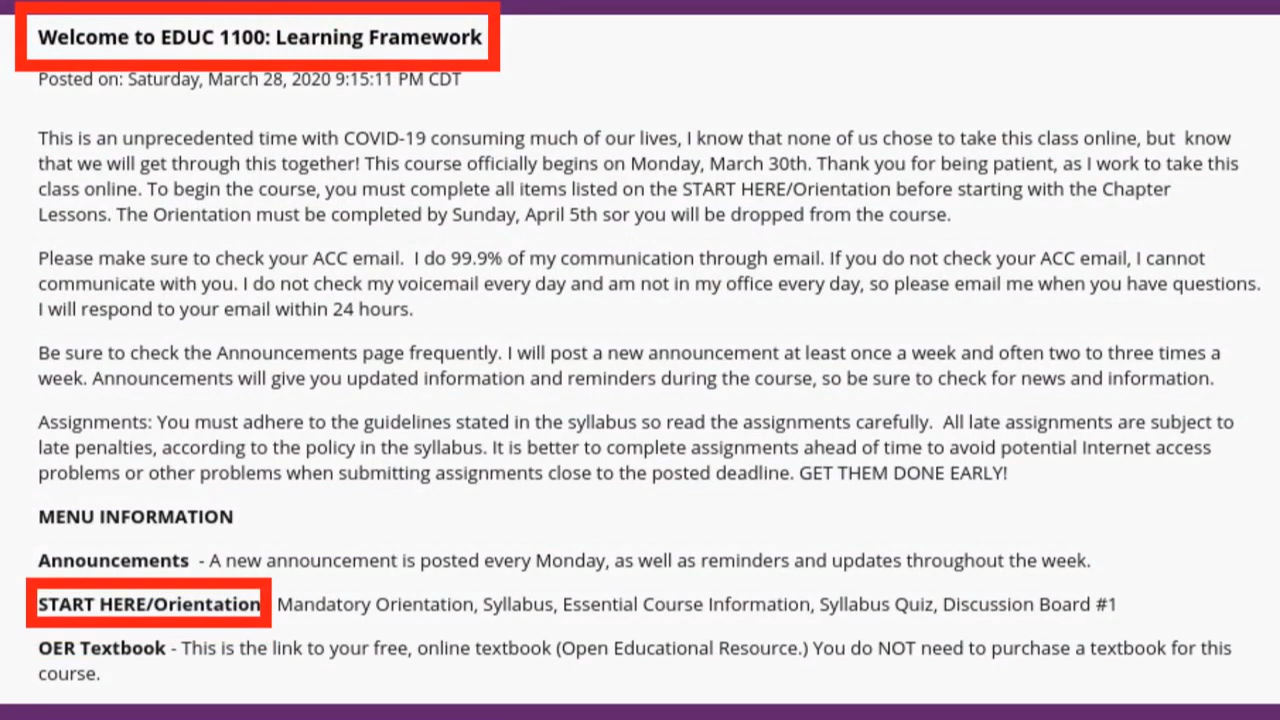 Welcome to EDUC 1100: Learning Framework
Posted on: Saturday, March 28, 2020 9:15:11 PM CDT
This is an unprecedented time with COVID-19 consuming much of our lives, I know that none of us chose to take this class online, but  know
that we will get through this together! This course officially begins on Monday, March 30th. Thank you for being patient, as I work to take this
class online. To begin the course, you must complete all items listed on the START HERE/Orientation before starting with the Chapter
Lessons. The Orientation must be completed by Sunday, April 5th sor you will be dropped from the course.
Please make sure to check your ACC email.  I do 99.9% of my communication through email. If you do not check your ACC email, I cannot
communicate with you. I do not check my voicemail every day and am not in my office every day, so please email me when you have questions.
I will respond to your email within 24 hours.
Be sure to check the Announcements page frequently. I will post a new announcement at least once a week and often two to three times a
week. Announcements will give you updated information and reminders during the course, so be sure to check for news and information.
Assignments: You must adhere to the guidelines stated in the syllabus so read the assignments carefully.  All late assignments are subject to
late penalties, according to the policy in the syllabus. It is better to complete assignments ahead of time to avoid potential Internet access
problems or other problems when submitting assignments close to the posted deadline. GET THEM DONE EARLY!
MENU INFORMATION
Announcements  - A new announcement is posted every Monday, as well as reminders and updates throughout the week.
START HERE/Orientation Mandatory Orientation, Syllabus, Essential Course Information, Syllabus Quiz, Discussion Board #1
OER Textbook - This is the link to your free, online textbook (Open Educational Resource.) You do NOT need to purchase a textbook for this
course.